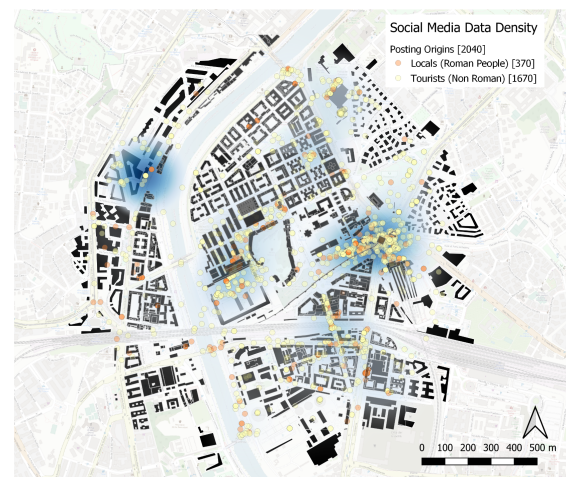 Social Media Data Density
Posting Origins [2040]
Locals (Roman People) [370]
Tourists (Non Roman) [1670]
0 100 200 300 400 500 m